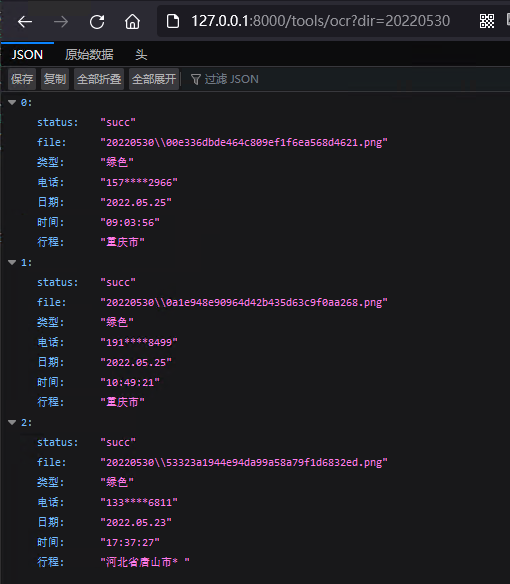 127.0.0.1:8000/tools/ocr?dir=20220530
JSON 原始数据 头
保存 复制 全部折叠 全部展开 过滤 JSON
0:
status: "succ"
file: "20220530\\00e336dbde464c809ef1f6ea568d4621.png"
类型: "绿色"
电话: "157****2966"
日期: "2022.05.25"
时间: "09:03:56"
行程: "重庆市"
1:
status: "succ"
file: "20220530\\0a1e948e90964d42b435d63c9f0aa268.png"
类型: "绿色"
电话: "191****8499"
日期: "2022.05.25"
时间: "10:49:21"
行程: "重庆市"
2:
status: "succ"
file: "20220530\\53323a1944e94da99a58a79f1d6832ed.png"
类型: "绿色"
电话: "133****6811"
日期: "2022.05.23"
时间: "17:37:27"
行程: "河北省唐山市* "